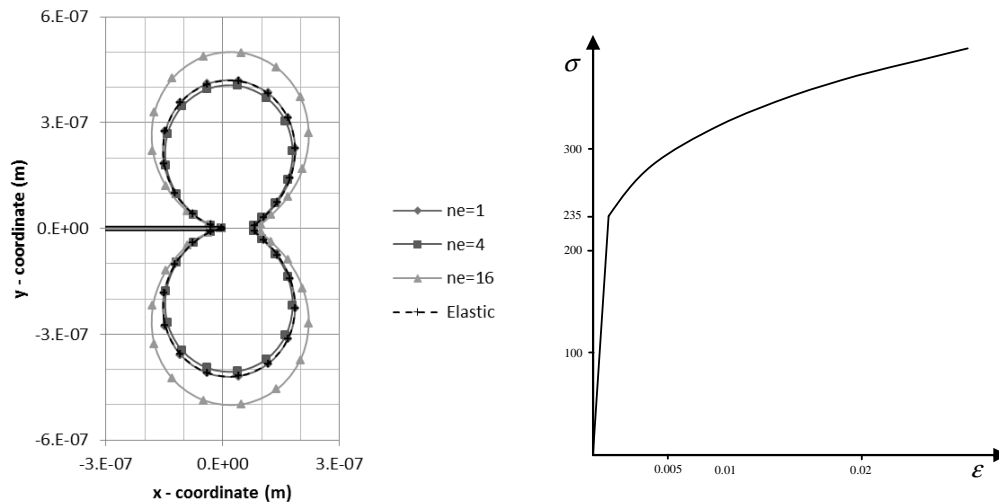 6.E-07
3.E-07
0.E+00
-3.E-07
-6.E-07
-3.E-07
0.E+00
3.E-07
x - coordinate (m)
y - coordinate (m)
ne=1
ne=4
ne=16
Elastic
σ
300
235
200
100
0.005
0.01
0.02
ε